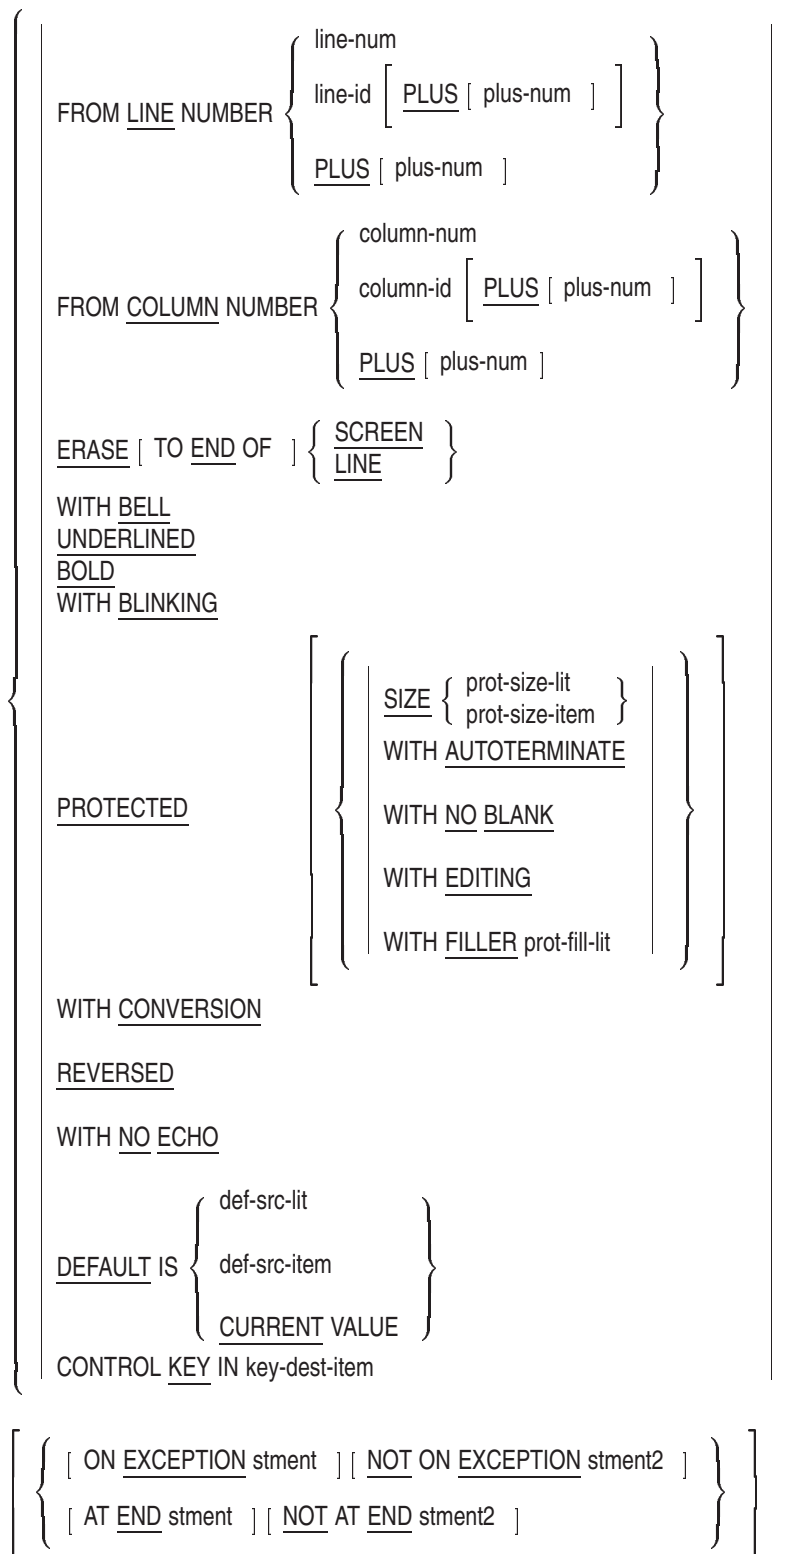 line-num
line-id [ PLUS [ plus-num ] ]
FROM LINE NUMBER
PLUS [ plus-num ]
column-num
column-id [ PLUS [ plus-num ] ]
FROM COLUMN NUMBER
PLUS [ plus-num ]
ERASE [ TO END OF ] { SCREEN
LINE }
WITH BELL
UNDERLINED
BOLD
WITH BLINKING
SIZE { prot-size-lit
prot-size-item }
WITH AUTOTERMINATE
PROTECTED
WITH NO BLANK
WITH EDITING
WITH FILLER prot-fill-lit
WITH CONVERSION
REVERSED
WITH NO ECHO
def-src-lit
DEFAULT IS
def-src-item
CURRENT VALUE
CONTROL KEY IN key-dest-item
[ ON EXCEPTION stment ] [ NOT ON EXCEPTION stment2 ]
[ AT END stment ] [ NOT AT END stment2 ]